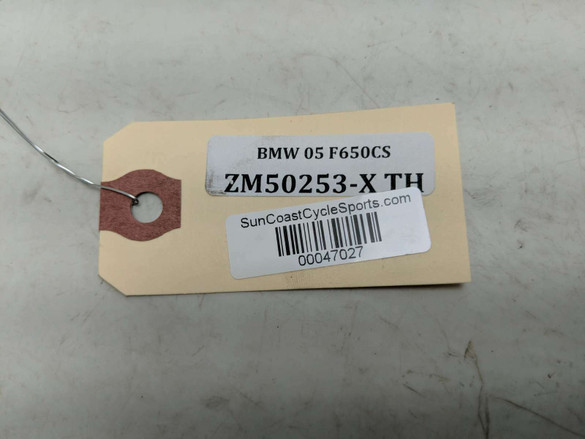 BMW 05 F650CS
ZM50253-X TH
SunCoastCycleSports.com
00047027